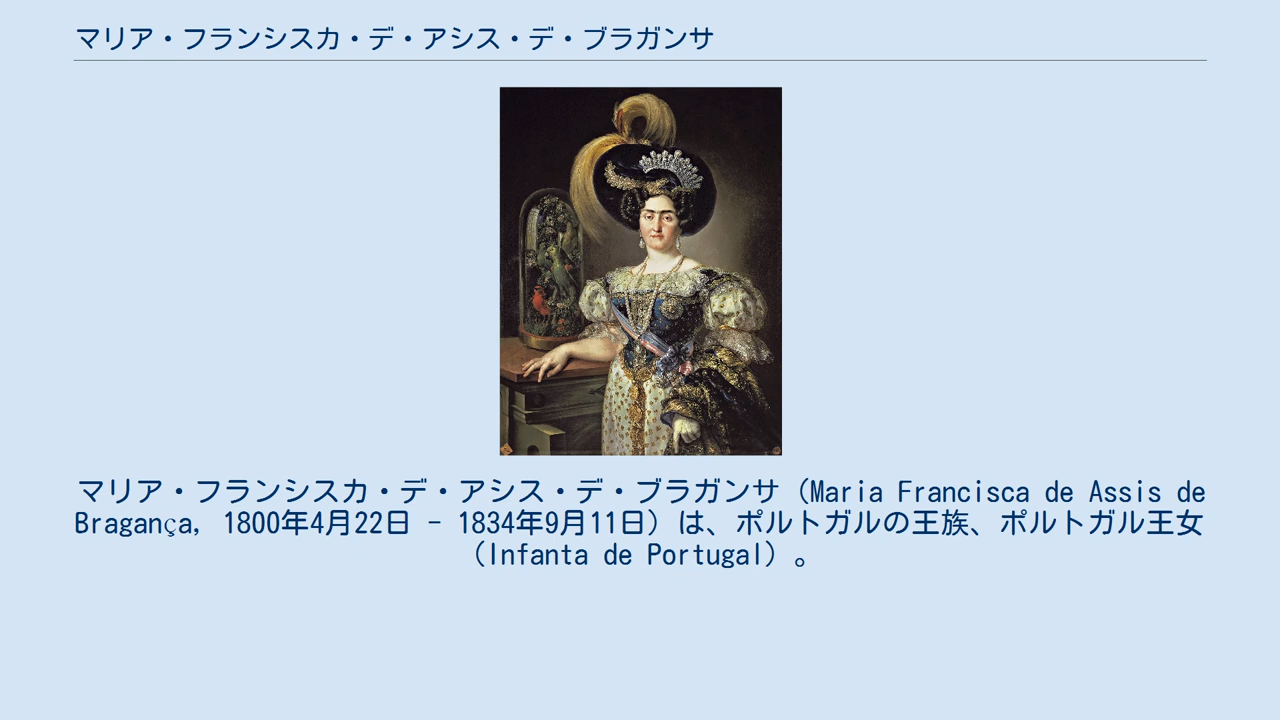 マリア・フランシスカ・デ・アシス・デ・ブラガンサ
マリア・フランシスカ・デ・アシス・デ・ブラガンサ（Maria Francisca de Assis de
Bragança, 1800年4月22日 - 1834年9月11日）は、ポルトガルの王族、ポルトガル王女
（Infanta de Portugal）。